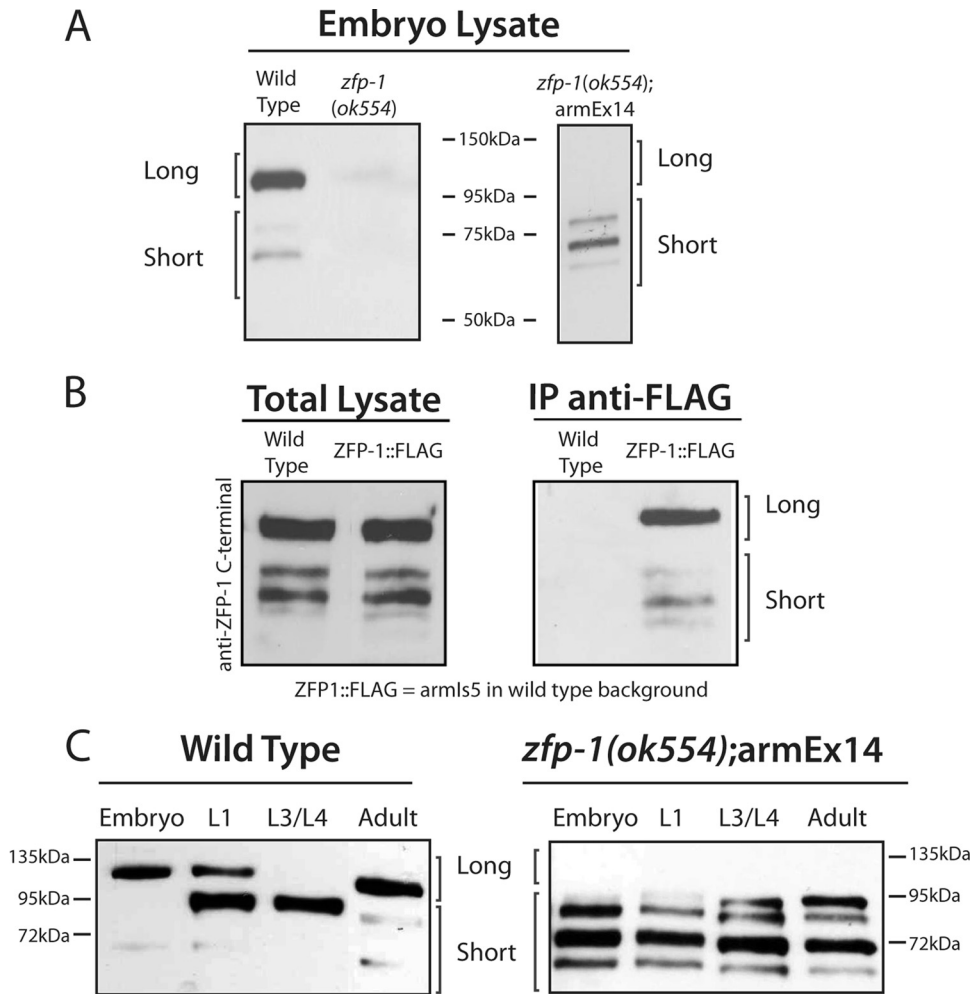 A
Embryo Lysate
Wild
Type
zfp-1
(ok554)
zfp-1(ok554);
armEx14
Long
Short
150kDa
95kDa
75kDa
50kDa
Long
Short
B
Total Lysate
IP anti-FLAG
Wild
Type
ZFP-1::FLAG
Wild
Type
ZFP-1::FLAG
anti-ZFP-1 C-terminal
Long
Short
ZFP1::FLAG = armIs5 in wild type background
C
Wild Type
zfp-1(ok554);armEx14
Embryo L1 L3/L4 Adult
Embryo L1 L3/L4 Adult
135kDa
95kDa
72kDa
Long
Short
135kDa
95kDa
72kDa